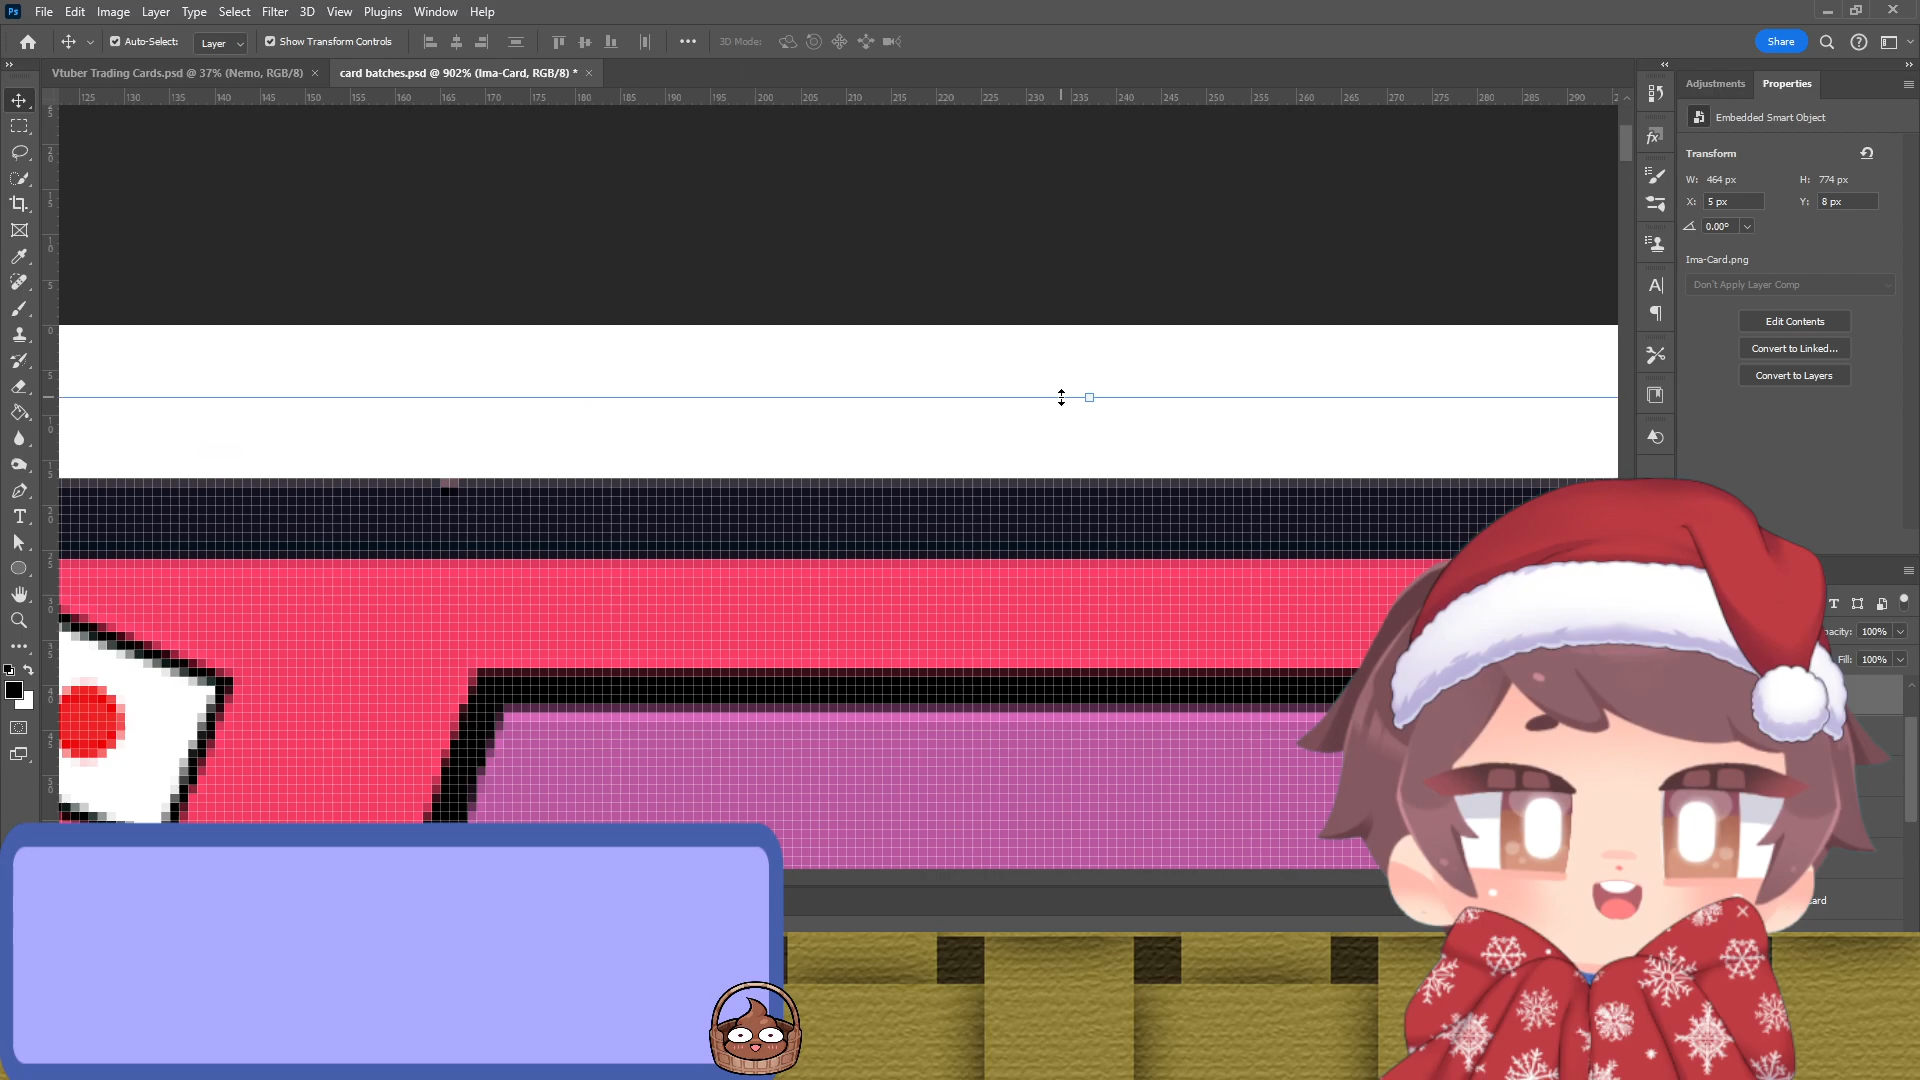 Ps File Edit Image Layer Type Select Filter 3D View Plugins Window Help
Auto-Select: Layer Show Transform Controls 3D Mode: Share
Vtuber Trading Cards.psd @ 37% (Nemo, RGB/8) × card batches.psd @ 902% (Ima-Card, RGB/8) * ×
125 130 135 140 145 150 155 160 165 170 175 180 185 190 195 200 205 210 215 220 225 230 235 240 245 250 255 260 265 270 275 280 285 290
Adjustments Properties
Embedded Smart Object
Transform
W: 464 px H: 774 px
X: 5 px Y: 8 px
0.00°
Ima-Card.png
Don't Apply Layer Comp
Edit Contents
Convert to Linked...
Convert to Layers
acity: 100%
Fill: 100%
ard